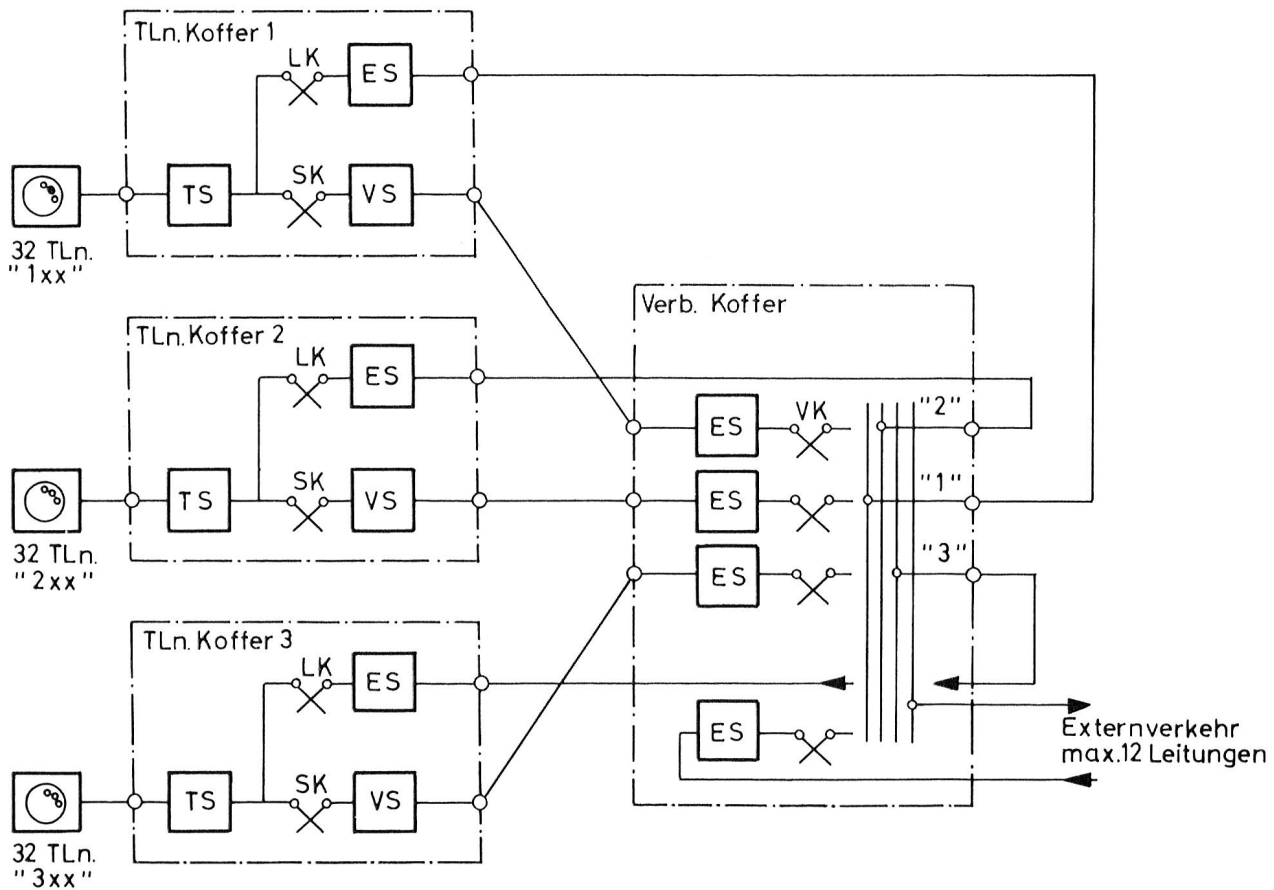 TLn. Koffer 1
LK
ES
TS
SK
VS
32 TLn.
"1xx"
TLn. Koffer 2
LK
ES
TS
SK
VS
32 TLn.
"2xx"
TLn. Koffer 3
LK
ES
TS
SK
VS
32 TLn.
"3xx"
Verb. Koffer
ES
VK
"2"
ES
"1"
ES
"3"
ES
Externverkehr
max. 12 Leitungen